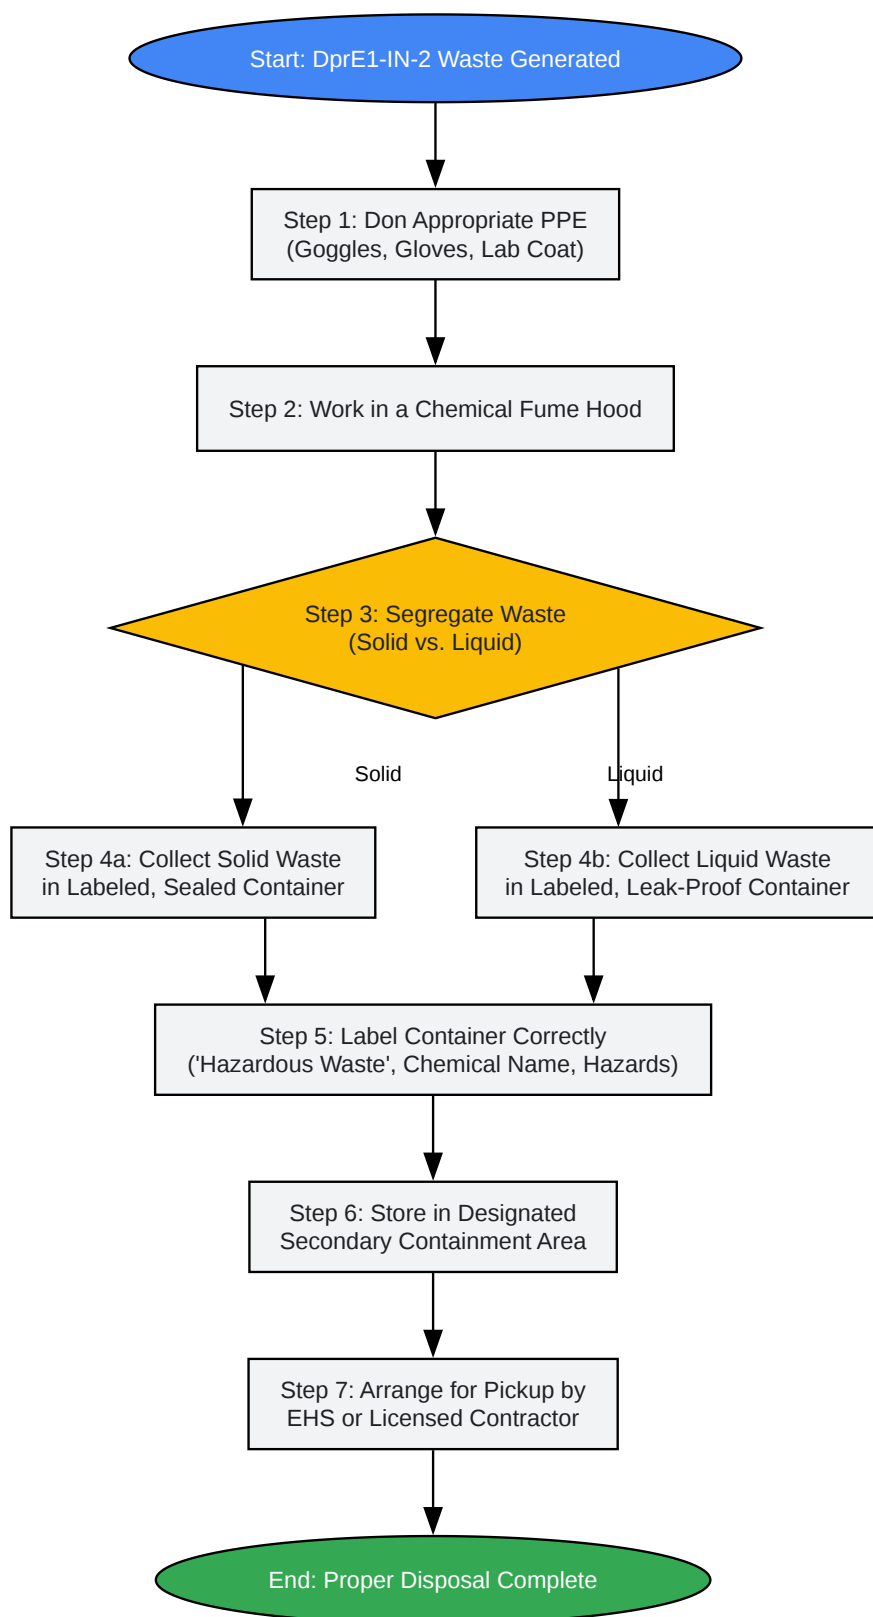 Start: DprE1-IN-2 Waste Generated
Step 1: Don Appropriate PPE
(Goggles, Gloves, Lab Coat)
Step 2: Work in a Chemical Fume Hood
Step 3: Segregate Waste
(Solid vs. Liquid)
Solid
Liquid
Step 4a: Collect Solid Waste
in Labeled, Sealed Container
Step 4b: Collect Liquid Waste
in Labeled, Leak-Proof Container
Step 5: Label Container Correctly
('Hazardous Waste', Chemical Name, Hazards)
Step 6: Store in Designated
Secondary Containment Area
Step 7: Arrange for Pickup by
EHS or Licensed Contractor
End: Proper Disposal Complete